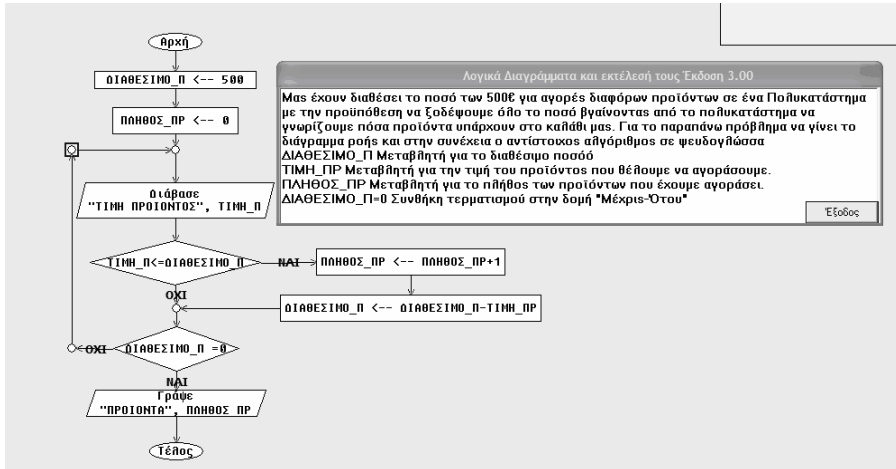 Αρχή
ΔΙΑΘΕΣΙΜΟ_Π <-- 500
ΠΛΗΘΟΣ_ΠΡ <-- 0
Διάβασε
"ΤΙΜΗ ΠΡΟΙΟΝΤΟΣ", ΤΙΜΗ_Π
ΤΙΜΗ_Π<=ΔΙΑΘΕΣΙΜΟ_Π
ΝΑΙ
ΠΛΗΘΟΣ_ΠΡ <-- ΠΛΗΘΟΣ_ΠΡ+1
ΟΧΙ
ΔΙΑΘΕΣΙΜΟ_Π <-- ΔΙΑΘΕΣΙΜΟ_Π-ΤΙΜΗ_ΠΡ
ΟΧΙ
ΔΙΑΘΕΣΙΜΟ_Π =0
ΝΑΙ
Γράψε
"ΠΡΟΙΟΝΤΑ", ΠΛΗΘΟΣ ΠΡ
Τέλος
Λογικά Διαγράμματα και εκτέλεσή τους Έκδοση 3.00
Μας έχουν διαθέσει το ποσό των 500€ για αγορές διαφόρων προϊόντων σε ένα Πολυκατάστημα
με την προϋπόθεση να ξοδέψουμε όλο το ποσό βγαίνοντας από το πολυκατάστημα να
γνωρίζουμε πόσα προϊόντα υπάρχουν στο καλάθι μας. Για το παραπάνω πρόβλημα να γίνει το
διάγραμμα ροής και στην συνέχεια ο αντίστοιχος αλγόριθμος σε ψευδογλώσσα
ΔΙΑΘΕΣΙΜΟ_Π Μεταβλητή για το διαθέσιμο ποσόό
ΤΙΜΗ_ΠΡ Μεταβλητή για την τιμή του προϊόντος που θέλουμε να αγοράσουμε.
ΠΛΗΘΟΣ_ΠΡ Μεταβλητή για το πλήθος των προϊόντων που έχουμε αγοράσει.
ΔΙΑΘΕΣΙΜΟ_Π=0 Συνθήκη τερματισμού στην δομή "Μέχρις-Ότου"
Έξοδος